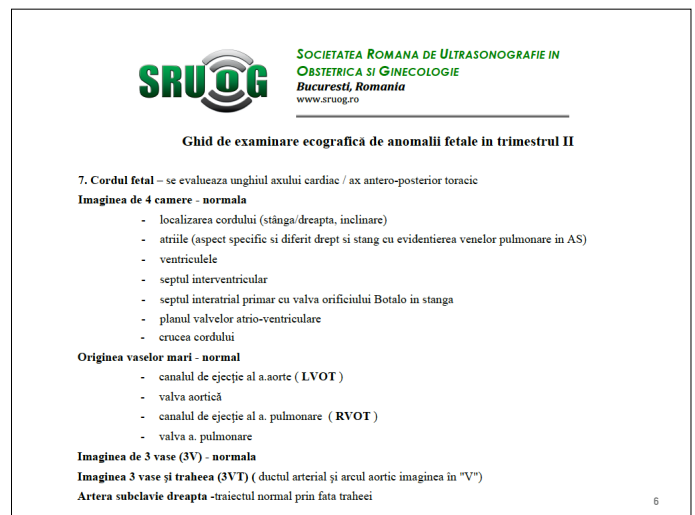 SRUOG
SOCIETATEA ROMANA DE ULTRASONOGRAFIE IN
OBSTETRICA SI GINECOLOGIE
Bucuresti, Romania
www.sruog.ro
Ghid de examinare ecografică de anomalii fetale in trimestrul II
7. Cordul fetal – se evalueaza unghiul axului cardiac / ax antero-posterior toracic
Imaginea de 4 camere - normala
- localizarea cordului (stânga/dreapta, inclinare)
- atriile (aspect specific si diferit drept si stang cu evidentierea venelor pulmonare in AS)
- ventriculele
- septul interventricular
- septul interatrial primar cu valva orificiului Botalo in stanga
- planul valvelor atrio-ventriculare
- crucea cordului
Originea vaselor mari - normal
- canalul de ejecție al a.aorte ( LVOT )
- valva aortică
- canalul de ejecție al a. pulmonare ( RVOT )
- valva a. pulmonare
Imaginea de 3 vase (3V) - normala
Imaginea 3 vase și traheea (3VT) ( ductul arterial și arcul aortic imaginea în "V")
Artera subclavie dreapta -traiectul normal prin fata traheei
6